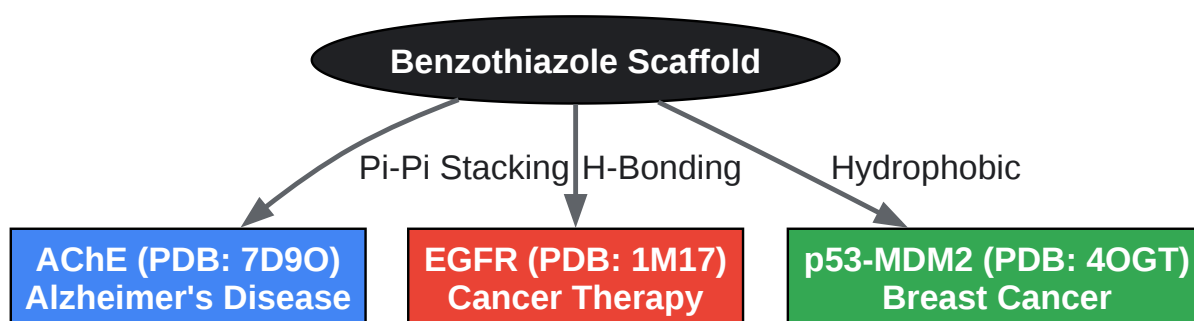 Benzothiazole Scaffold
Pi-Pi Stacking
H-Bonding
Hydrophobic
AChE (PDB: 7D9O)
Alzheimer's Disease
EGFR (PDB: 1M17)
Cancer Therapy
p53-MDM2 (PDB: 4OGT)
Breast Cancer